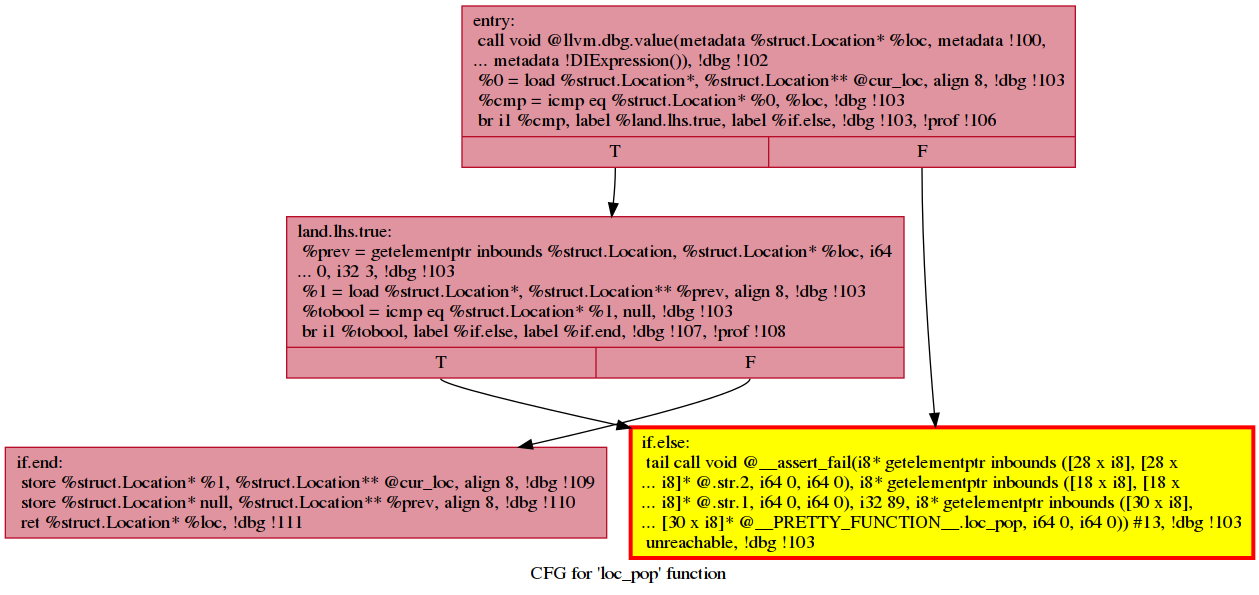 entry:
call void @llvm.dbg.value(metadata %struct.Location* %loc, metadata !100,
... metadata !DIExpression()), !dbg !102
%0 = load %struct.Location*, %struct.Location** @cur_loc, align 8, !dbg !103
%cmp = icmp eq %struct.Location* %0, %loc, !dbg !103
br i1 %cmp, label %land.lhs.true, label %if.else, !dbg !103, !prof !106
T
F
land.lhs.true:
%prev = getelementptr inbounds %struct.Location, %struct.Location* %loc, i64
... 0, i32 3, !dbg !103
%1 = load %struct.Location*, %struct.Location** %prev, align 8, !dbg !103
%tobool = icmp eq %struct.Location* %1, null, !dbg !103
br i1 %tobool, label %if.else, label %if.end, !dbg !107, !prof !108
T
F
if.end:
store %struct.Location* %1, %struct.Location** @cur_loc, align 8, !dbg !109
store %struct.Location* null, %struct.Location** %prev, align 8, !dbg !110
ret %struct.Location* %loc, !dbg !111
if.else:
tail call void @__assert_fail(i8* getelementptr inbounds ([28 x i8], [28 x
... i8]* @.str.2, i64 0, i64 0), i8* getelementptr inbounds ([18 x i8], [18 x
... i8]* @.str.1, i64 0, i64 0), i32 89, i8* getelementptr inbounds ([30 x i8],
... [30 x i8]* @__PRETTY_FUNCTION__.loc_pop, i64 0, i64 0)) #13, !dbg !103
unreachable, !dbg !103
CFG for 'loc_pop' function